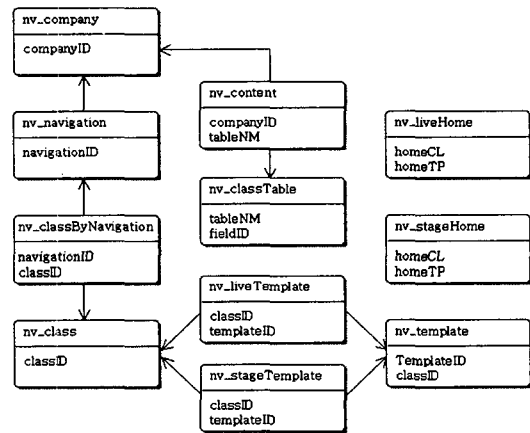 nv_company
companyID
nv_navigation
navigationID
nv_classByNavigation
navigationID
classID
nv_class
classID
nv_content
companyID
tableNM
nv_classTable
tableNM
fieldID
nv_liveTemplate
classID
templateID
nv_stageTemplate
classID
templateID
nv_liveHome
homeCL
homeTP
nv_stageHome
homeCL
homeTP
nv_template
TemplateID
classID